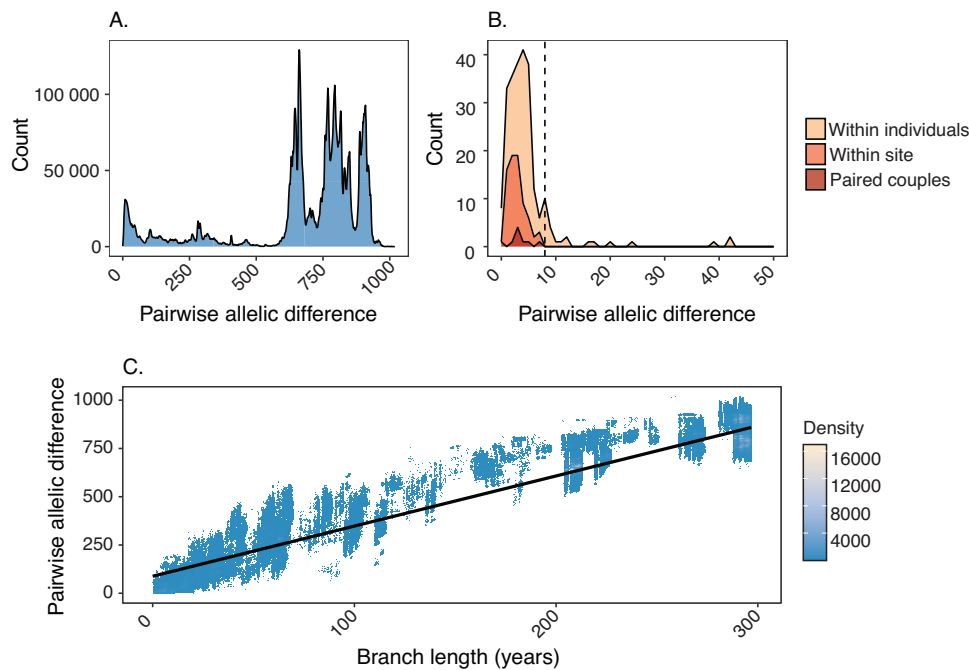 A.
Count
100 000
50 000
0
0
250
500
750
1000
Pairwise allelic difference
B.
Count
40
30
20
10
0
0
10
20
30
40
50
Pairwise allelic difference
Within individuals
Within site
Paired couples
C.
Pairwise allelic difference
1000
750
500
250
0
0
100
200
300
Branch length (years)
Density
16000
12000
8000
4000